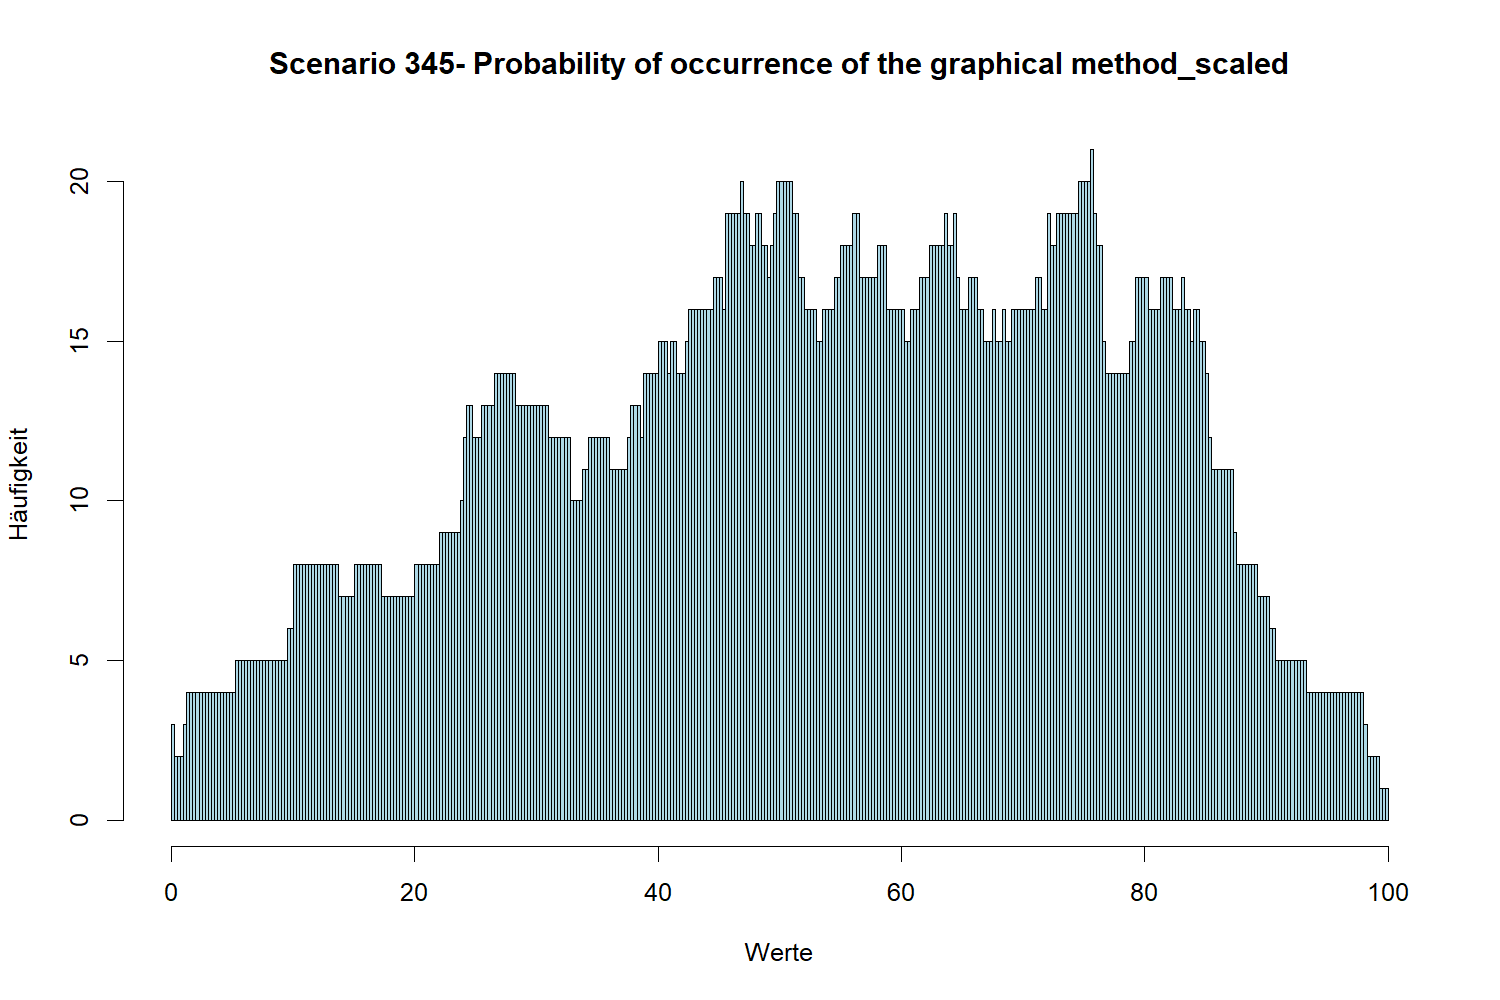 Scenario 345- Probability of occurrence of the graphical method_scaled
20
15
10
5
0
Häufigkeit
0 20 40 60 80 100
Werte